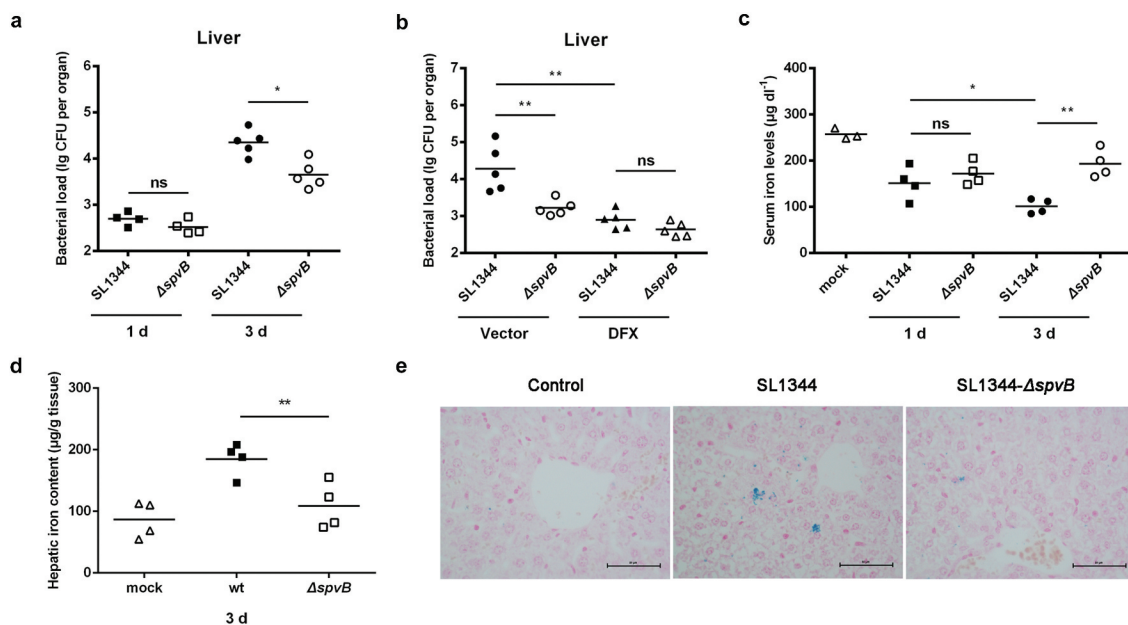 a
Liver
Bacterial load (lg CFU per organ)
5
4
3
2
ns
*
SL1344
ΔspvB
SL1344
ΔspvB
1 d
3 d
b
Liver
Bacterial load (lg CFU per organ)
7
6
5
4
3
2
**
**
ns
SL1344
ΔspvB
SL1344
ΔspvB
Vector
DFX
c
Serum iron levels (μg dl⁻¹)
400
300
200
100
0
*
ns
**
mock
SL1344
ΔspvB
SL1344
ΔspvB
1 d
3 d
d
Hepatic iron content (μg/g tissue)
300
200
100
0
**
mock
wt
ΔspvB
3 d
e
Control
SL1344
SL1344-ΔspvB